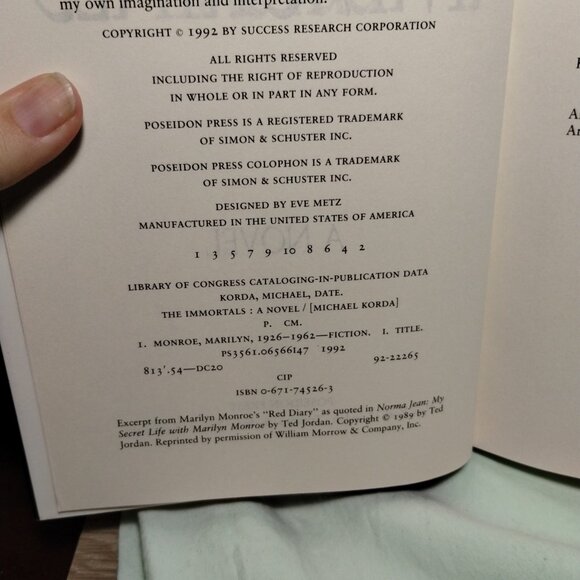 my own imagination and interpretation.
COPYRIGHT © 1992 BY SUCCESS RESEARCH CORPORATION
ALL RIGHTS RESERVED
INCLUDING THE RIGHT OF REPRODUCTION
IN WHOLE OR IN PART IN ANY FORM.
POSEIDON PRESS IS A REGISTERED TRADEMARK
OF SIMON & SCHUSTER INC.
POSEIDON PRESS COLOPHON IS A TRADEMARK
OF SIMON & SCHUSTER INC.
DESIGNED BY EVE METZ
MANUFACTURED IN THE UNITED STATES OF AMERICA
1 3 5 7 9 10 8 6 4 2
LIBRARY OF CONGRESS CATALOGING-IN-PUBLICATION DATA
KORDA, MICHAEL, DATE.
THE IMMORTALS : A NOVEL / [MICHAEL KORDA]
P. CM.
1. MONROE, MARILYN, 1926–1962—FICTION. I. TITLE.
PS3561.O6566I47 1992
813'.54—DC20 92-22265
CIP
ISBN 0-671-74526-3
Excerpt from Marilyn Monroe's "Red Diary" as quoted in Norma Jean: My
Secret Life with Marilyn Monroe by Ted Jordan. Copyright © 1989 by Ted
Jordan. Reprinted by permission of William Morrow & Company, Inc.